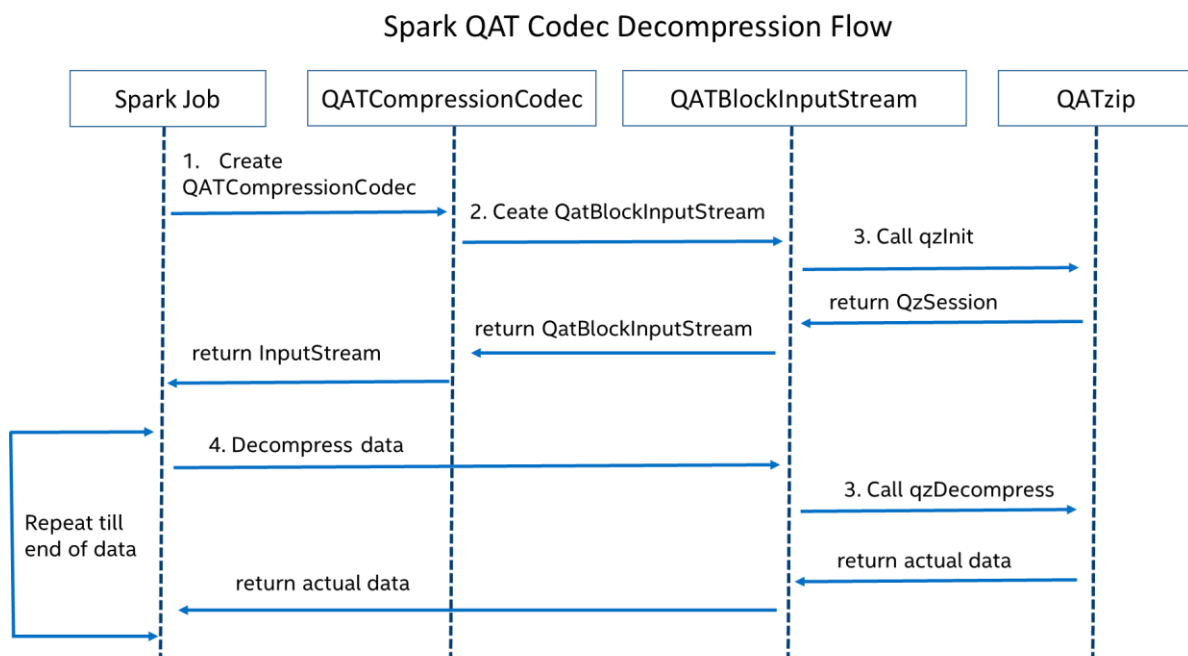 Spark QAT Codec Decompression Flow
Spark Job
QATCompressionCodec
QATBlockInputStream
QATzip
1. Create
QATCompressionCodec
2. Ceate QatBlockInputStream
3. Call qzInit
return QzSession
return QatBlockInputStream
return InputStream
4. Decompress data
3. Call qzDecompress
Repeat till
end of data
return actual data
return actual data